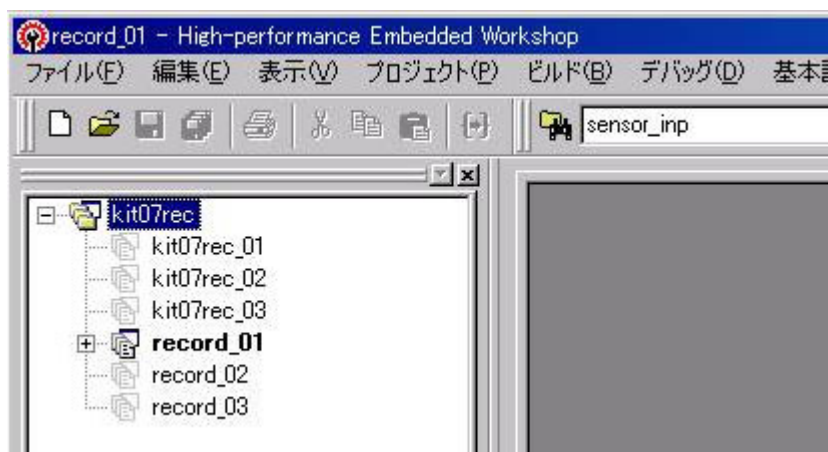 record_01 - High-performance Embedded Workshop
ファイル(F) 編集(E) 表示(V) プロジェクト(P) ビルド(B) デバッグ(D) 基本
sensor_inp
kit07rec
kit07rec_01
kit07rec_02
kit07rec_03
record_01
record_02
record_03